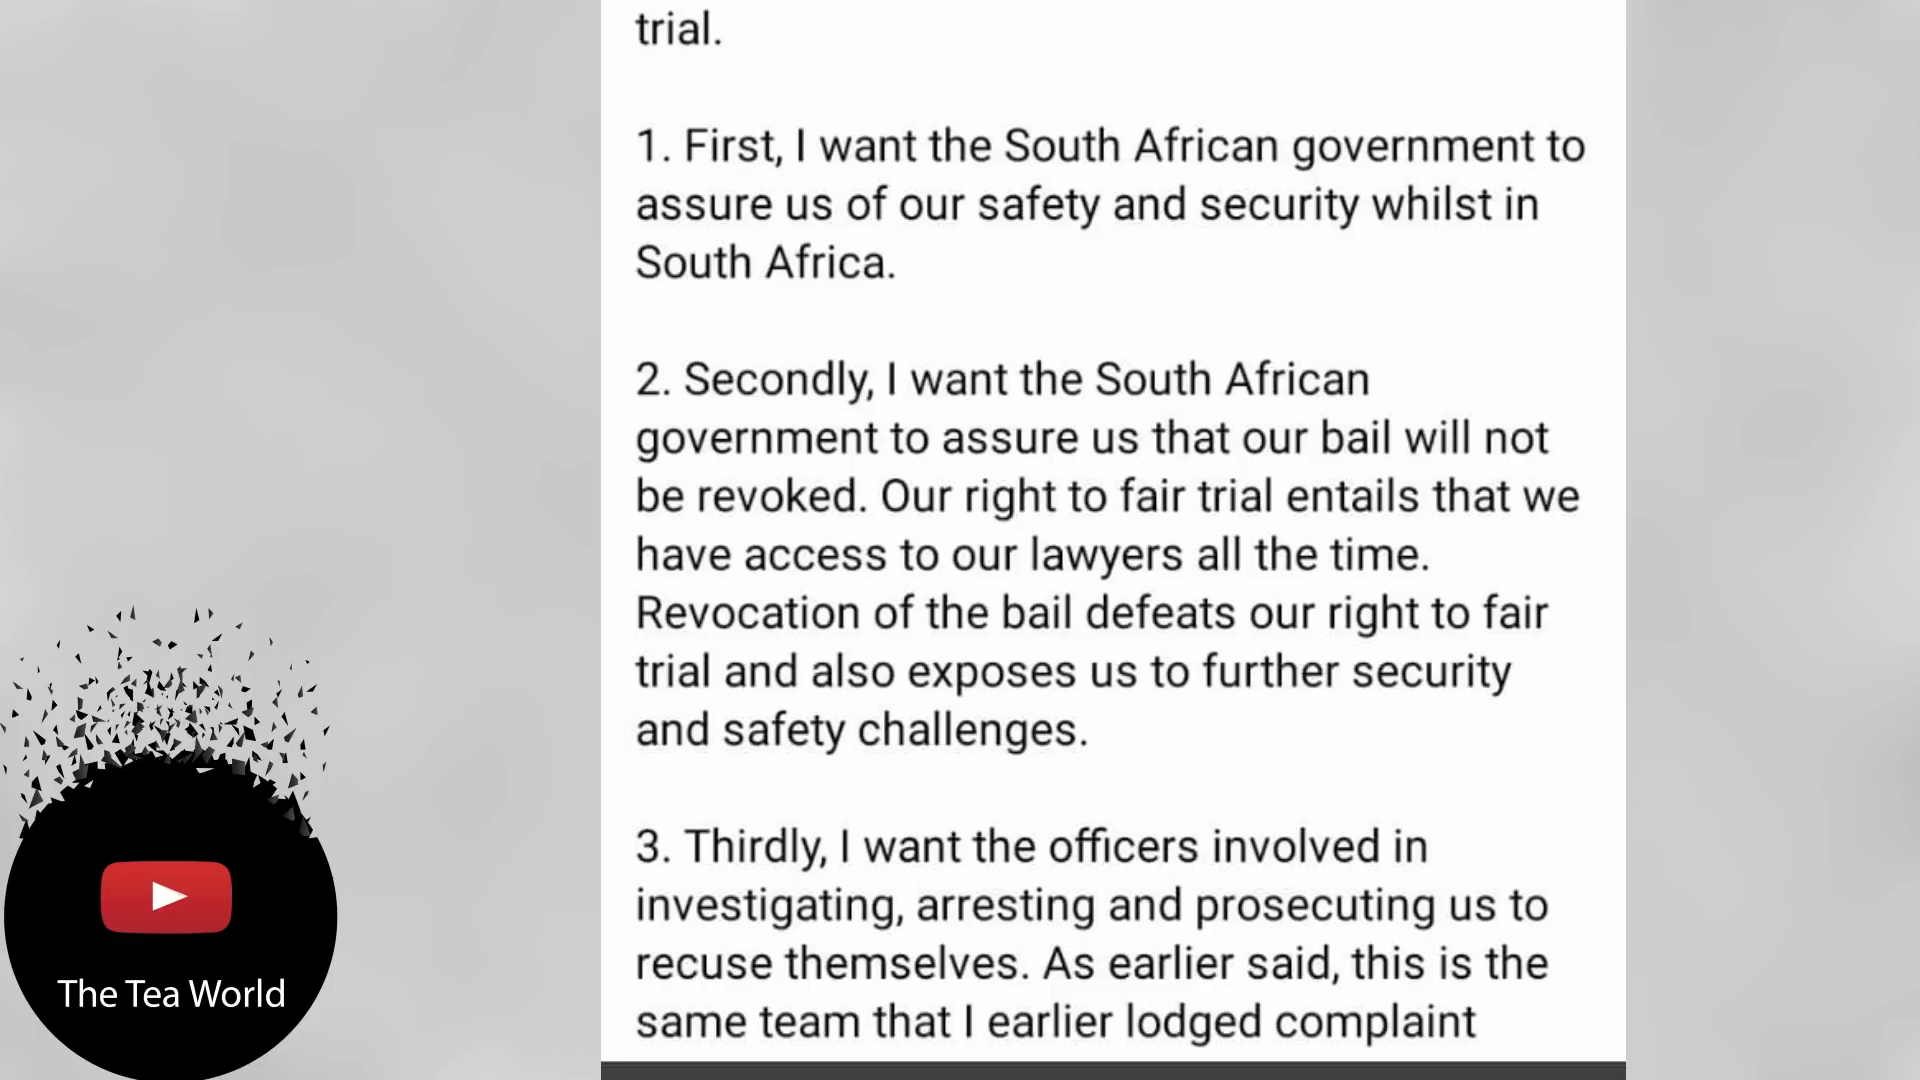 trial.
1. First, I want the South African government to
assure us of our safety and security whilst in
South Africa.
2. Secondly, I want the South African
government to assure us that our bail will not
be revoked. Our right to fair trial entails that we
have access to our lawyers all the time.
Revocation of the bail defeats our right to fair
trial and also exposes us to further security
and safety challenges.
3. Thirdly, I want the officers involved in
investigating, arresting and prosecuting us to
recuse themselves. As earlier said, this is the
same team that I earlier lodged complaint
The Tea World